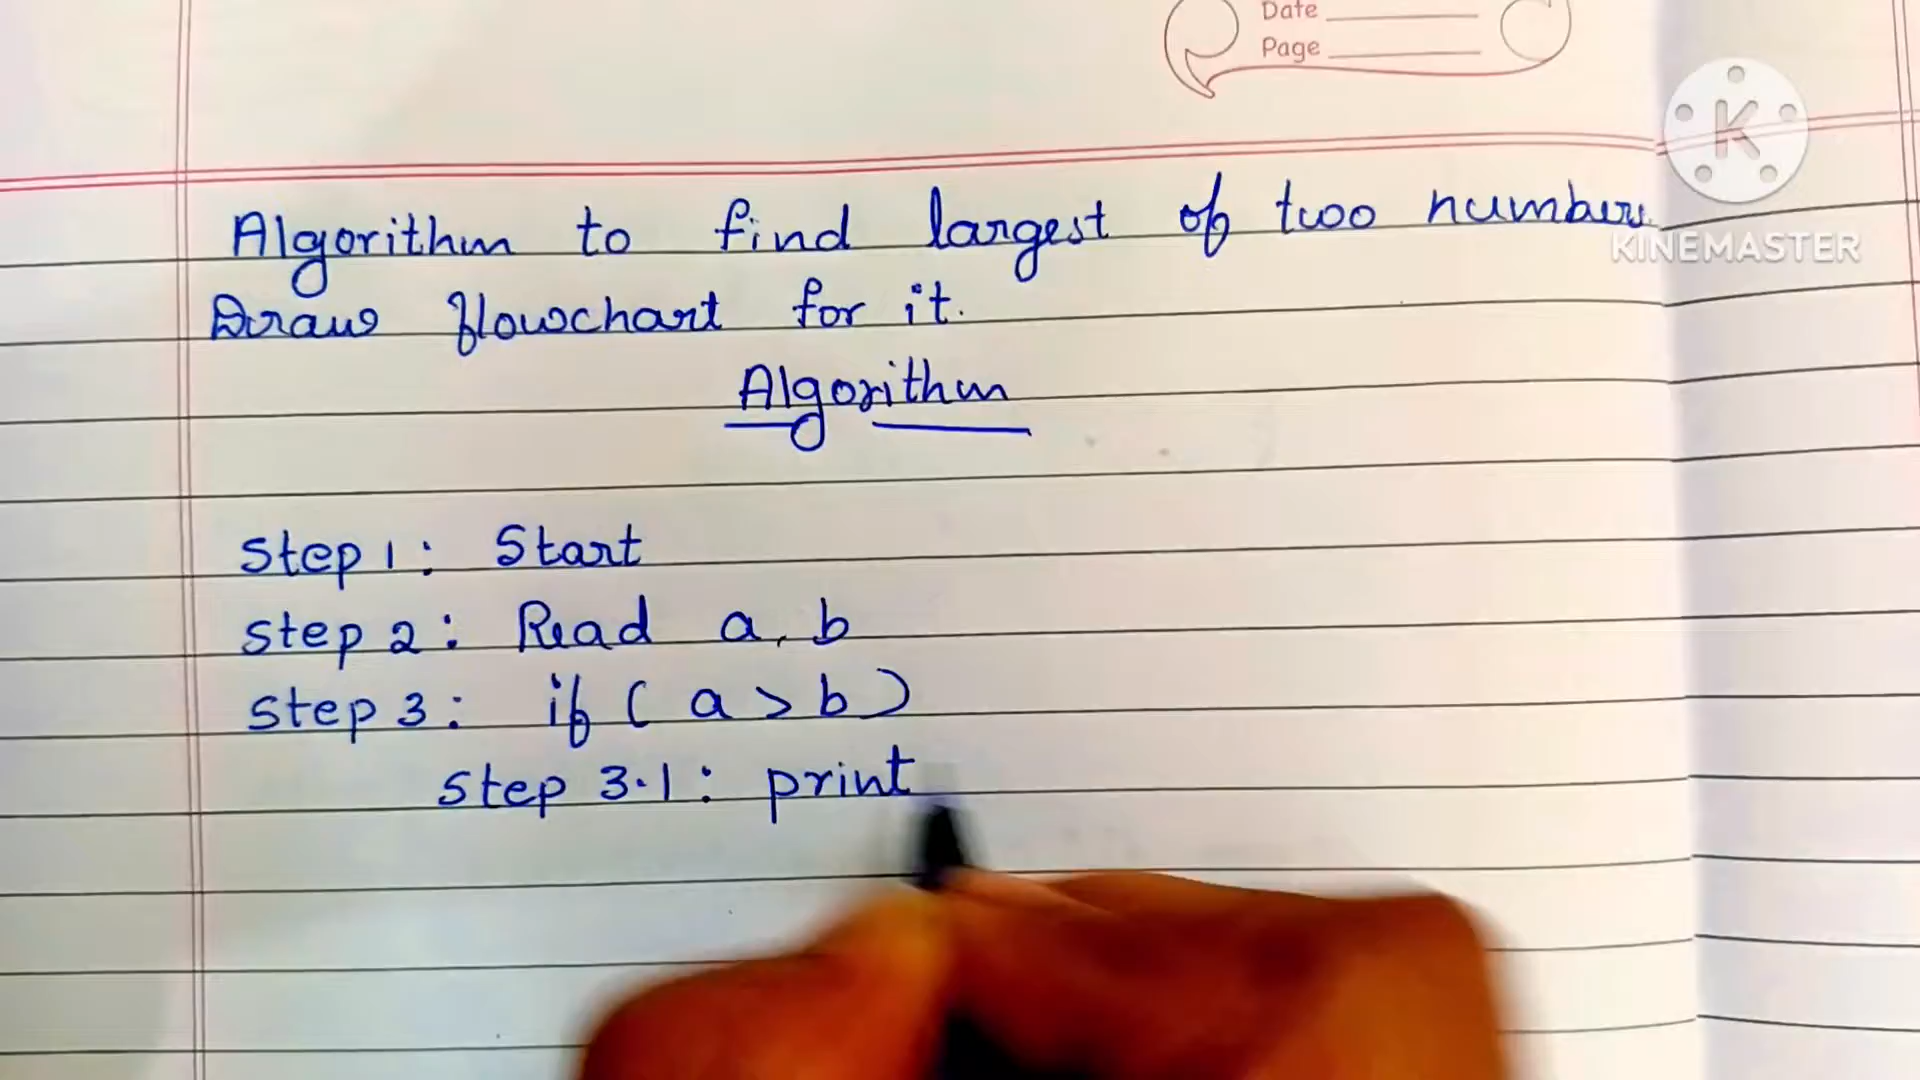 Date
Page
K
KINEMASTER
Algorithm to find largest of two numbers.
Draw flowchart for it.
Algorithm
Step 1: Start
Step 2: Read a, b
Step 3: if ( a > b )
Step 3.1: print